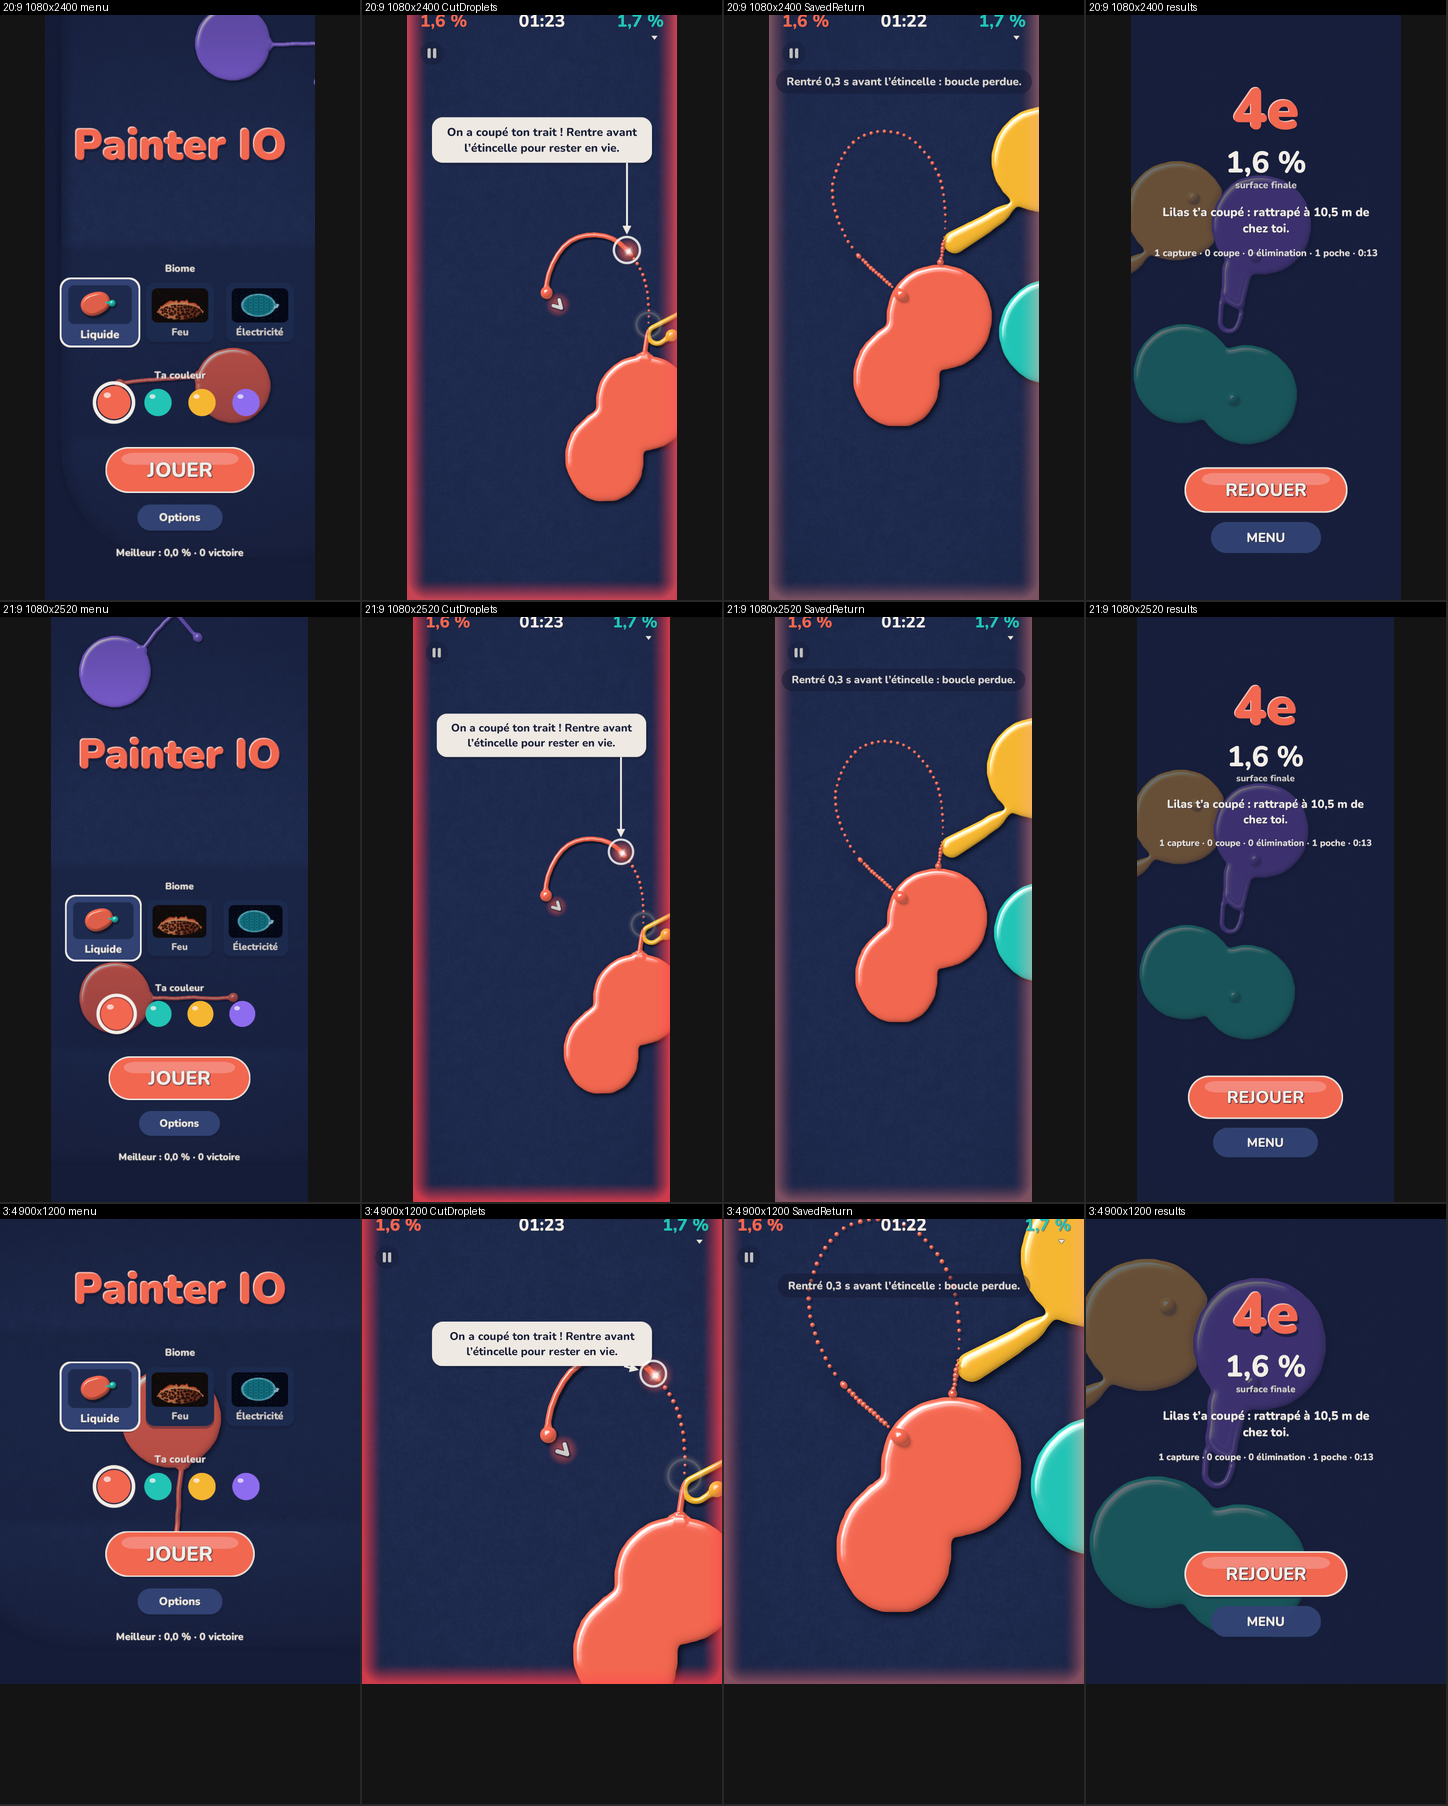 20:9 1080x2400 menu
Painter IO
Biome
Liquide
Feu
Électricité
Ta couleur
JOUER
Options
Meilleur : 0,0 % · 0 victoire
20:9 1080x2400 CutDroplets
1,6 %
01:23
1,7 %
On a coupé ton trait ! Rentre avant
l'étincelle pour rester en vie.
20:9 1080x2400 SavedReturn
1,6 %
01:22
1,7 %
Rentré 0,3 s avant l'étincelle : boucle perdue.
20:9 1080x2400 results
4e
1,6 %
surface finale
Lilas t'a coupé : rattrapé à 10,5 m de
chez toi.
1 capture · 0 coupe · 0 élimination · 1 poche · 0:13
REJOUER
MENU
21:9 1080x2520 menu
Painter IO
Biome
Liquide
Feu
Électricité
Ta couleur
JOUER
Options
Meilleur : 0,0 % · 0 victoire
21:9 1080x2520 CutDroplets
1,6 %
01:23
1,7 %
On a coupé ton trait ! Rentre avant
l'étincelle pour rester en vie.
21:9 1080x2520 SavedReturn
1,6 %
01:22
1,7 %
Rentré 0,3 s avant l'étincelle : boucle perdue.
21:9 1080x2520 results
4e
1,6 %
surface finale
Lilas t'a coupé : rattrapé à 10,5 m de
chez toi.
1 capture · 0 coupe · 0 élimination · 1 poche · 0:13
REJOUER
MENU
3:4 900x1200 menu
Painter IO
Biome
Liquide
Feu
Électricité
Ta couleur
JOUER
Options
Meilleur : 0,0 % · 0 victoire
3:4 900x1200 CutDroplets
1,6 %
01:23
1,7 %
On a coupé ton trait ! Rentre avant
l'étincelle pour rester en vie.
3:4 900x1200 SavedReturn
1,6 %
01:22
1,7 %
Rentré 0,3 s avant l'étincelle : boucle perdue.
3:4 900x1200 results
4e
1,6 %
surface finale
Lilas t'a coupé : rattrapé à 10,5 m de
chez toi.
1 capture · 0 coupe · 0 élimination · 1 poche · 0:13
REJOUER
MENU